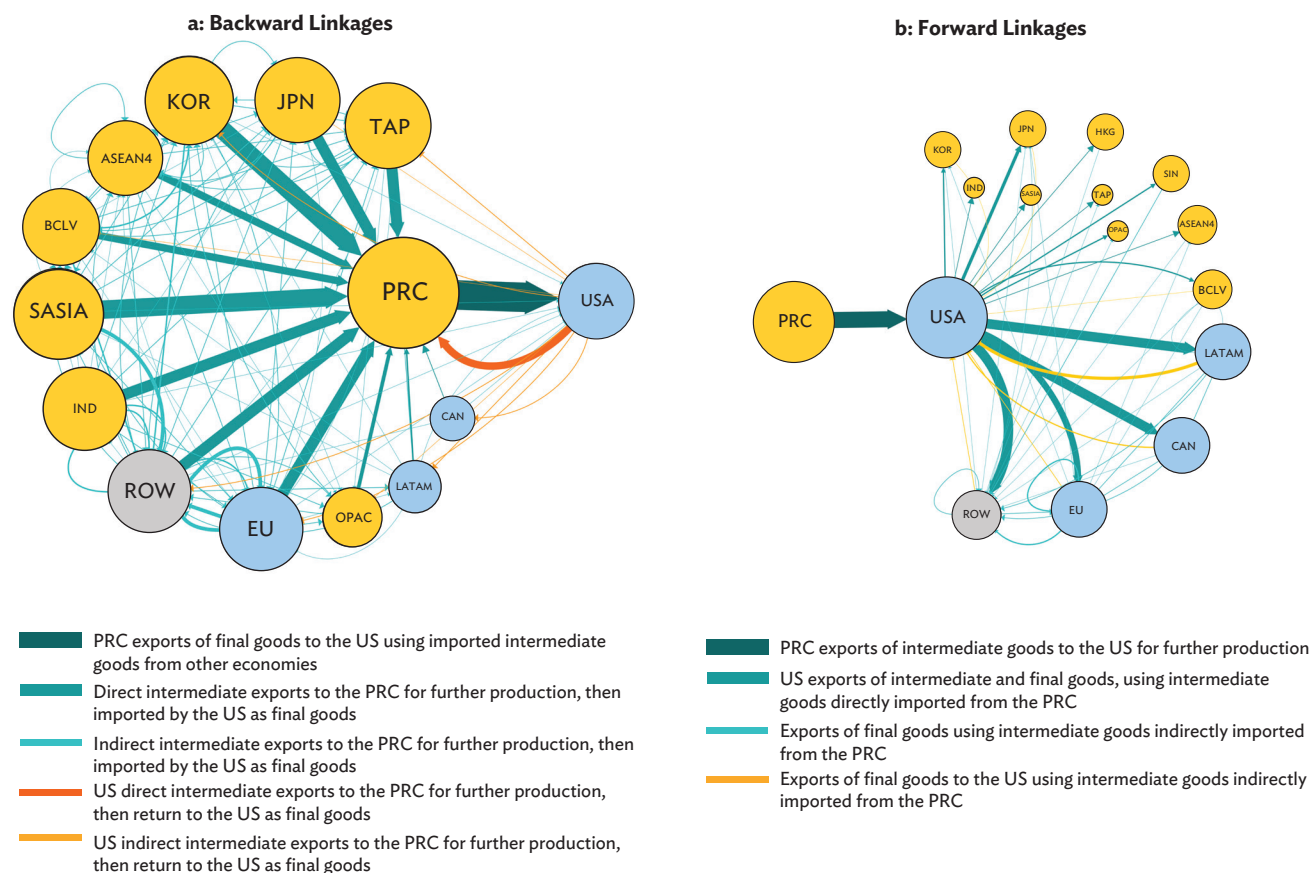 a: Backward Linkages
KOR
JPN
TAP
ASEAN4
BCLV
SASIA
PRC
USA
IND
CAN
ROW
LATAM
EU
OPAC
PRC exports of final goods to the US using imported intermediate
goods from other economies
Direct intermediate exports to the PRC for further production, then
imported by the US as final goods
Indirect intermediate exports to the PRC for further production, then
imported by the US as final goods
US direct intermediate exports to the PRC for further production,
then return to the US as final goods
US indirect intermediate exports to the PRC for further production,
then return to the US as final goods
b: Forward Linkages
JPN
HKG
KOR
SIN
IND
SASIA
TAP
ASEAN4
OPAC
BCLV
PRC
USA
LATAM
CAN
ROW
EU
PRC exports of intermediate goods to the US for further production
US exports of intermediate and final goods, using intermediate
goods directly imported from the PRC
Exports of final goods using intermediate goods indirectly imported
from the PRC
Exports of final goods to the US using intermediate goods indirectly
imported from the PRC